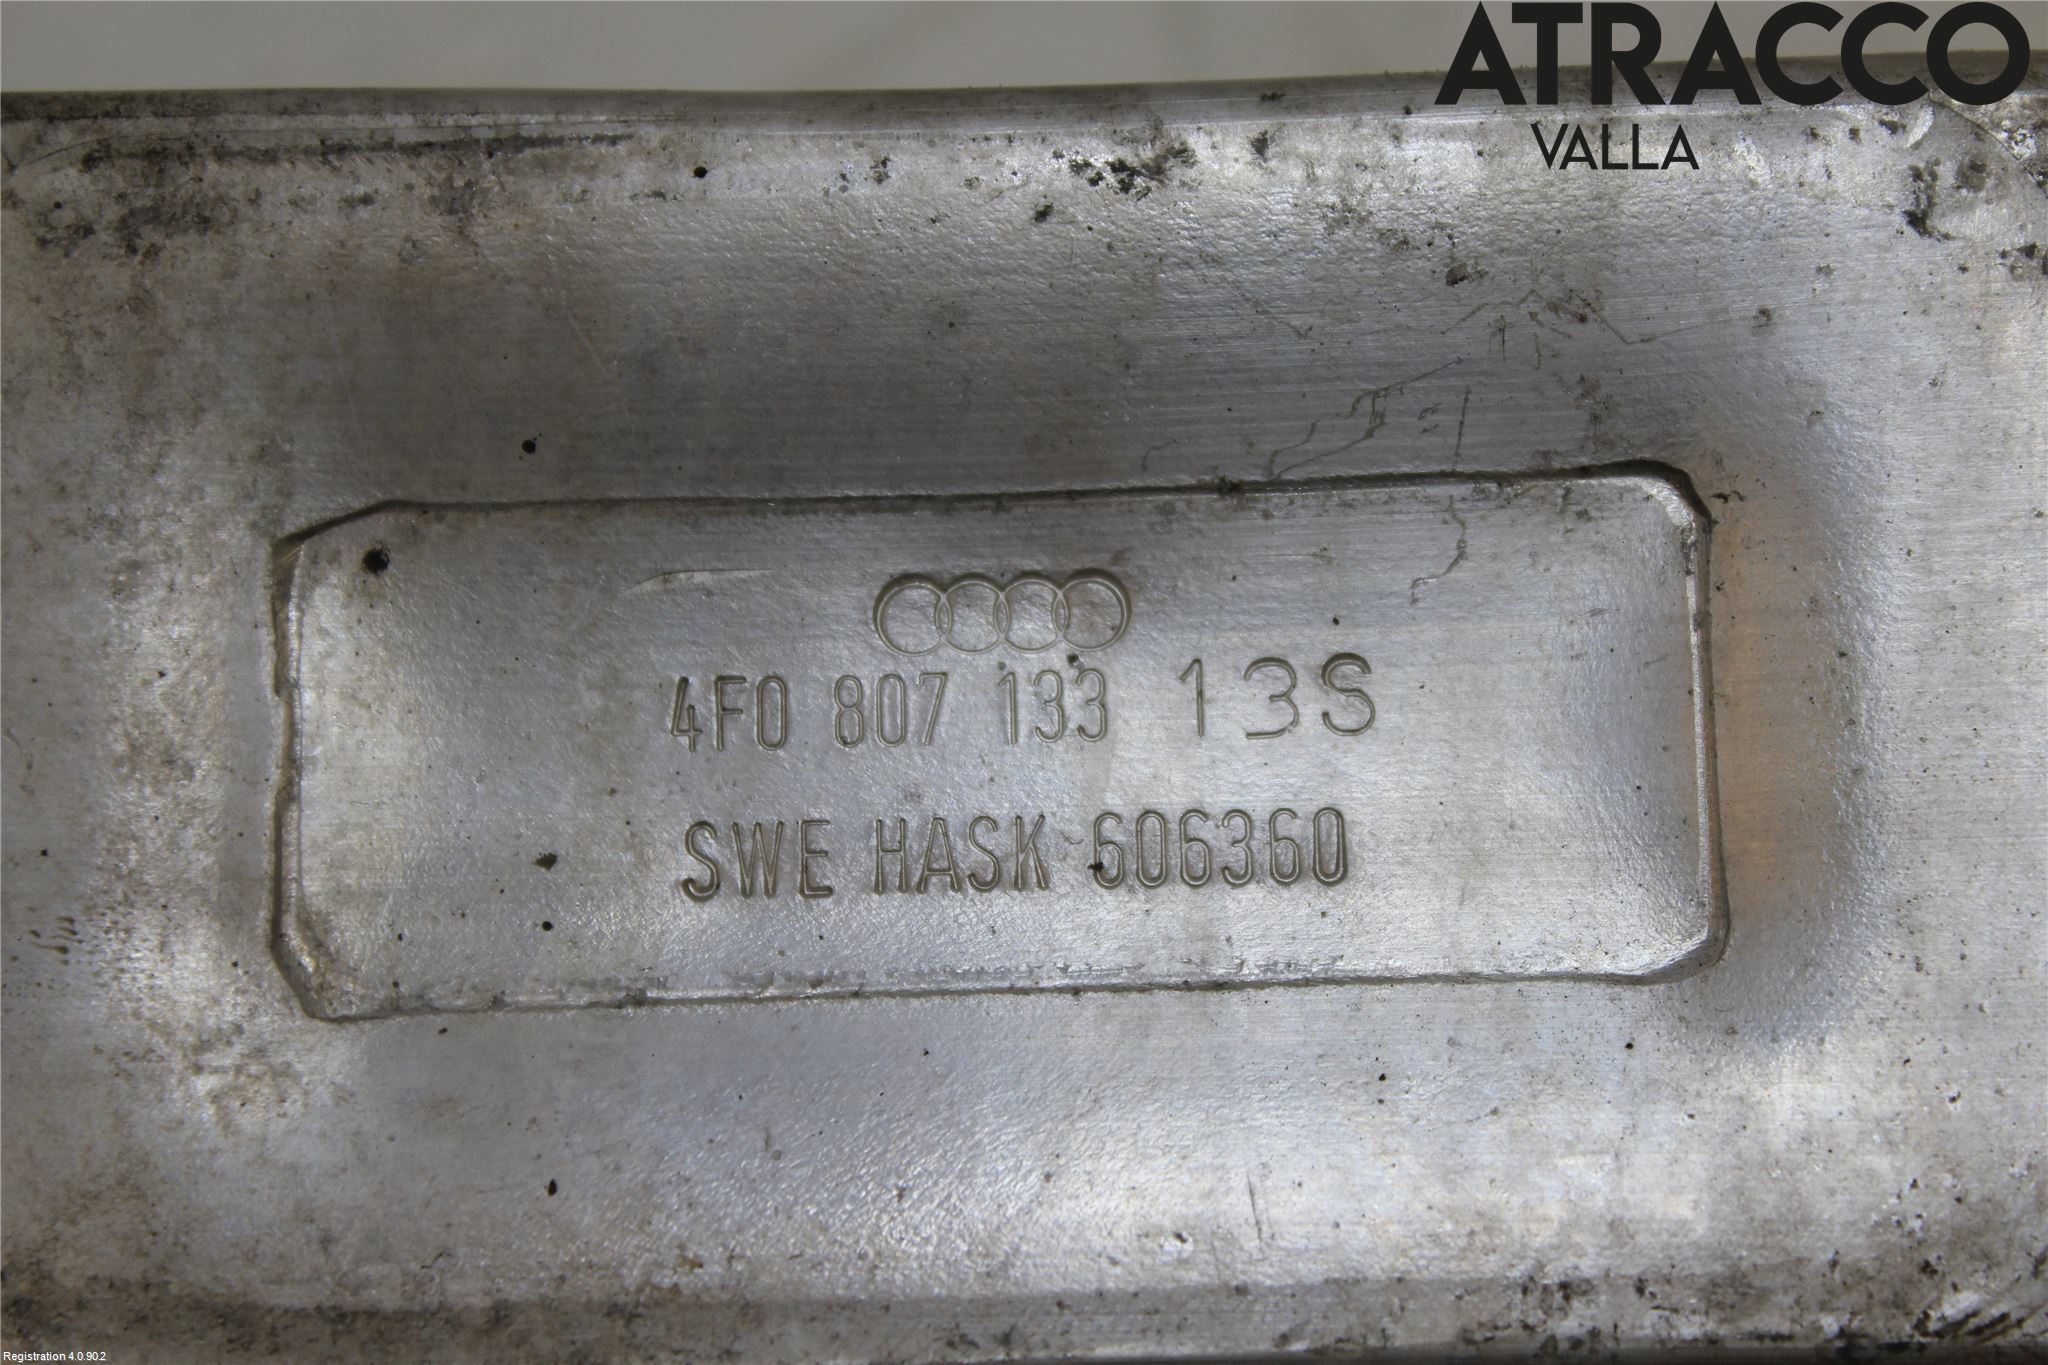 ATRACCO
VALLA
4F0 807 133 13S
SWE HASK 606360
Registration 4.0.90.2